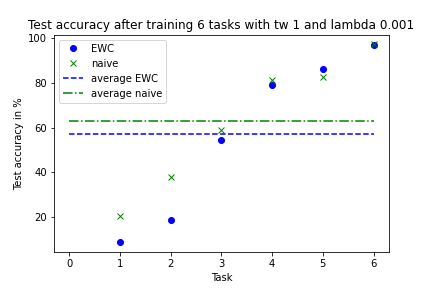 Test accuracy after training 6 tasks with tw 1 and lambda 0.001
EWC
naive
average EWC
average naive
Test accuracy in %
100
80
60
40
20
0 1 2 3 4 5 6
Task